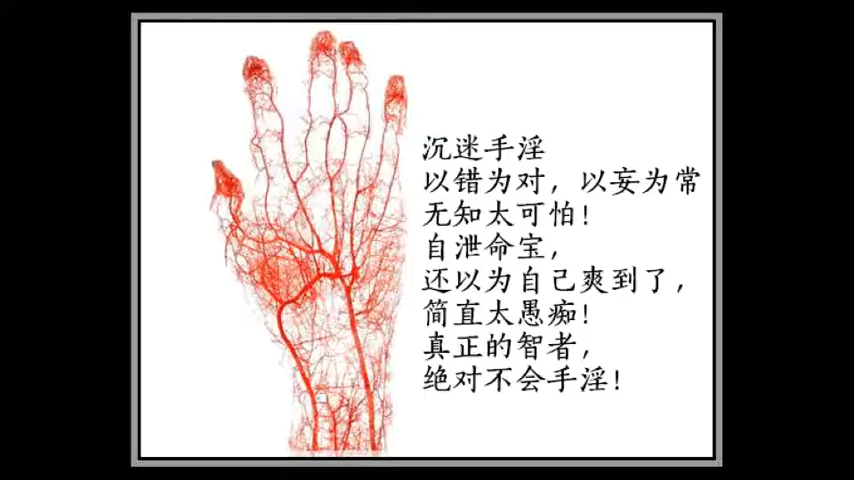 沉迷手淫
以错为对，以妄为常
无知太可怕！
自泄命宝，
还以为自己爽到了，
简直太愚痴！
真正的智者，
绝对不会手淫！